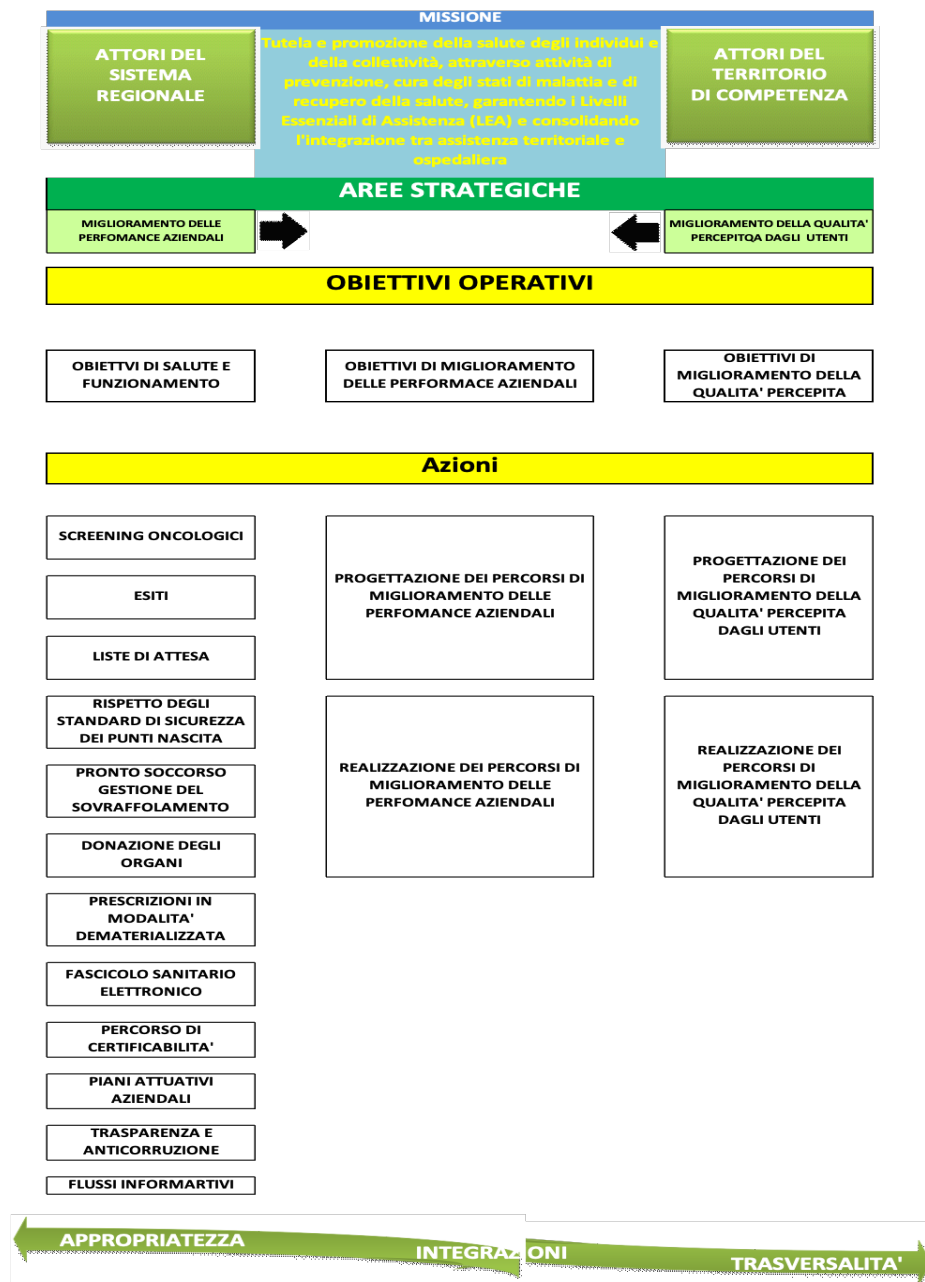 MISSIONE
ATTORI DEL
SISTEMA
REGIONALE
Tutela e promozione della salute degli individui e
della collettività, attraverso attività di
prevenzione, cura degli stati di malattia e di
recupero della salute, garantendo i Livelli
Essenziali di Assistenza (LEA) e consolidando
l'integrazione tra assistenza territoriale e
ospedaliera
ATTORI DEL
TERRITORIO
DI COMPETENZA
AREE STRATEGICHE
MIGLIORAMENTO DELLE
PERFOMANCE AZIENDALI
MIGLIORAMENTO DELLA QUALITA'
PERCEPITQA DAGLI UTENTI
OBIETTIVI OPERATIVI
OBIETTVI DI SALUTE E
FUNZIONAMENTO
OBIETTIVI DI MIGLIORAMENTO
DELLE PERFORMACE AZIENDALI
OBIETTIVI DI
MIGLIORAMENTO DELLA
QUALITA' PERCEPITA
Azioni
SCREENING ONCOLOGICI
ESITI
LISTE DI ATTESA
RISPETTO DEGLI
STANDARD DI SICUREZZA
DEI PUNTI NASCITA
PRONTO SOCCORSO
GESTIONE DEL
SOVRAFFOLAMENTO
DONAZIONE DEGLI
ORGANI
PRESCRIZIONI IN
MODALITA'
DEMATERIALIZZATA
FASCICOLO SANITARIO
ELETTRONICO
PERCORSO DI
CERTIFICABILITA'
PIANI ATTUATIVI
AZIENDALI
TRASPARENZA E
ANTICORRUZIONE
FLUSSI INFORMARTIVI
PROGETTAZIONE DEI PERCORSI DI
MIGLIORAMENTO DELLE
PERFOMANCE AZIENDALI
REALIZZAZIONE DEI PERCORSI DI
MIGLIORAMENTO DELLE
PERFOMANCE AZIENDALI
PROGETTAZIONE DEI
PERCORSI DI
MIGLIORAMENTO DELLA
QUALITA' PERCEPITA
DAGLI UTENTI
REALIZZAZIONE DEI
PERCORSI DI
MIGLIORAMENTO DELLA
QUALITA' PERCEPITA
DAGLI UTENTI
APPROPRIATEZZA
INTEGRAZIONI
TRASVERSALITA'